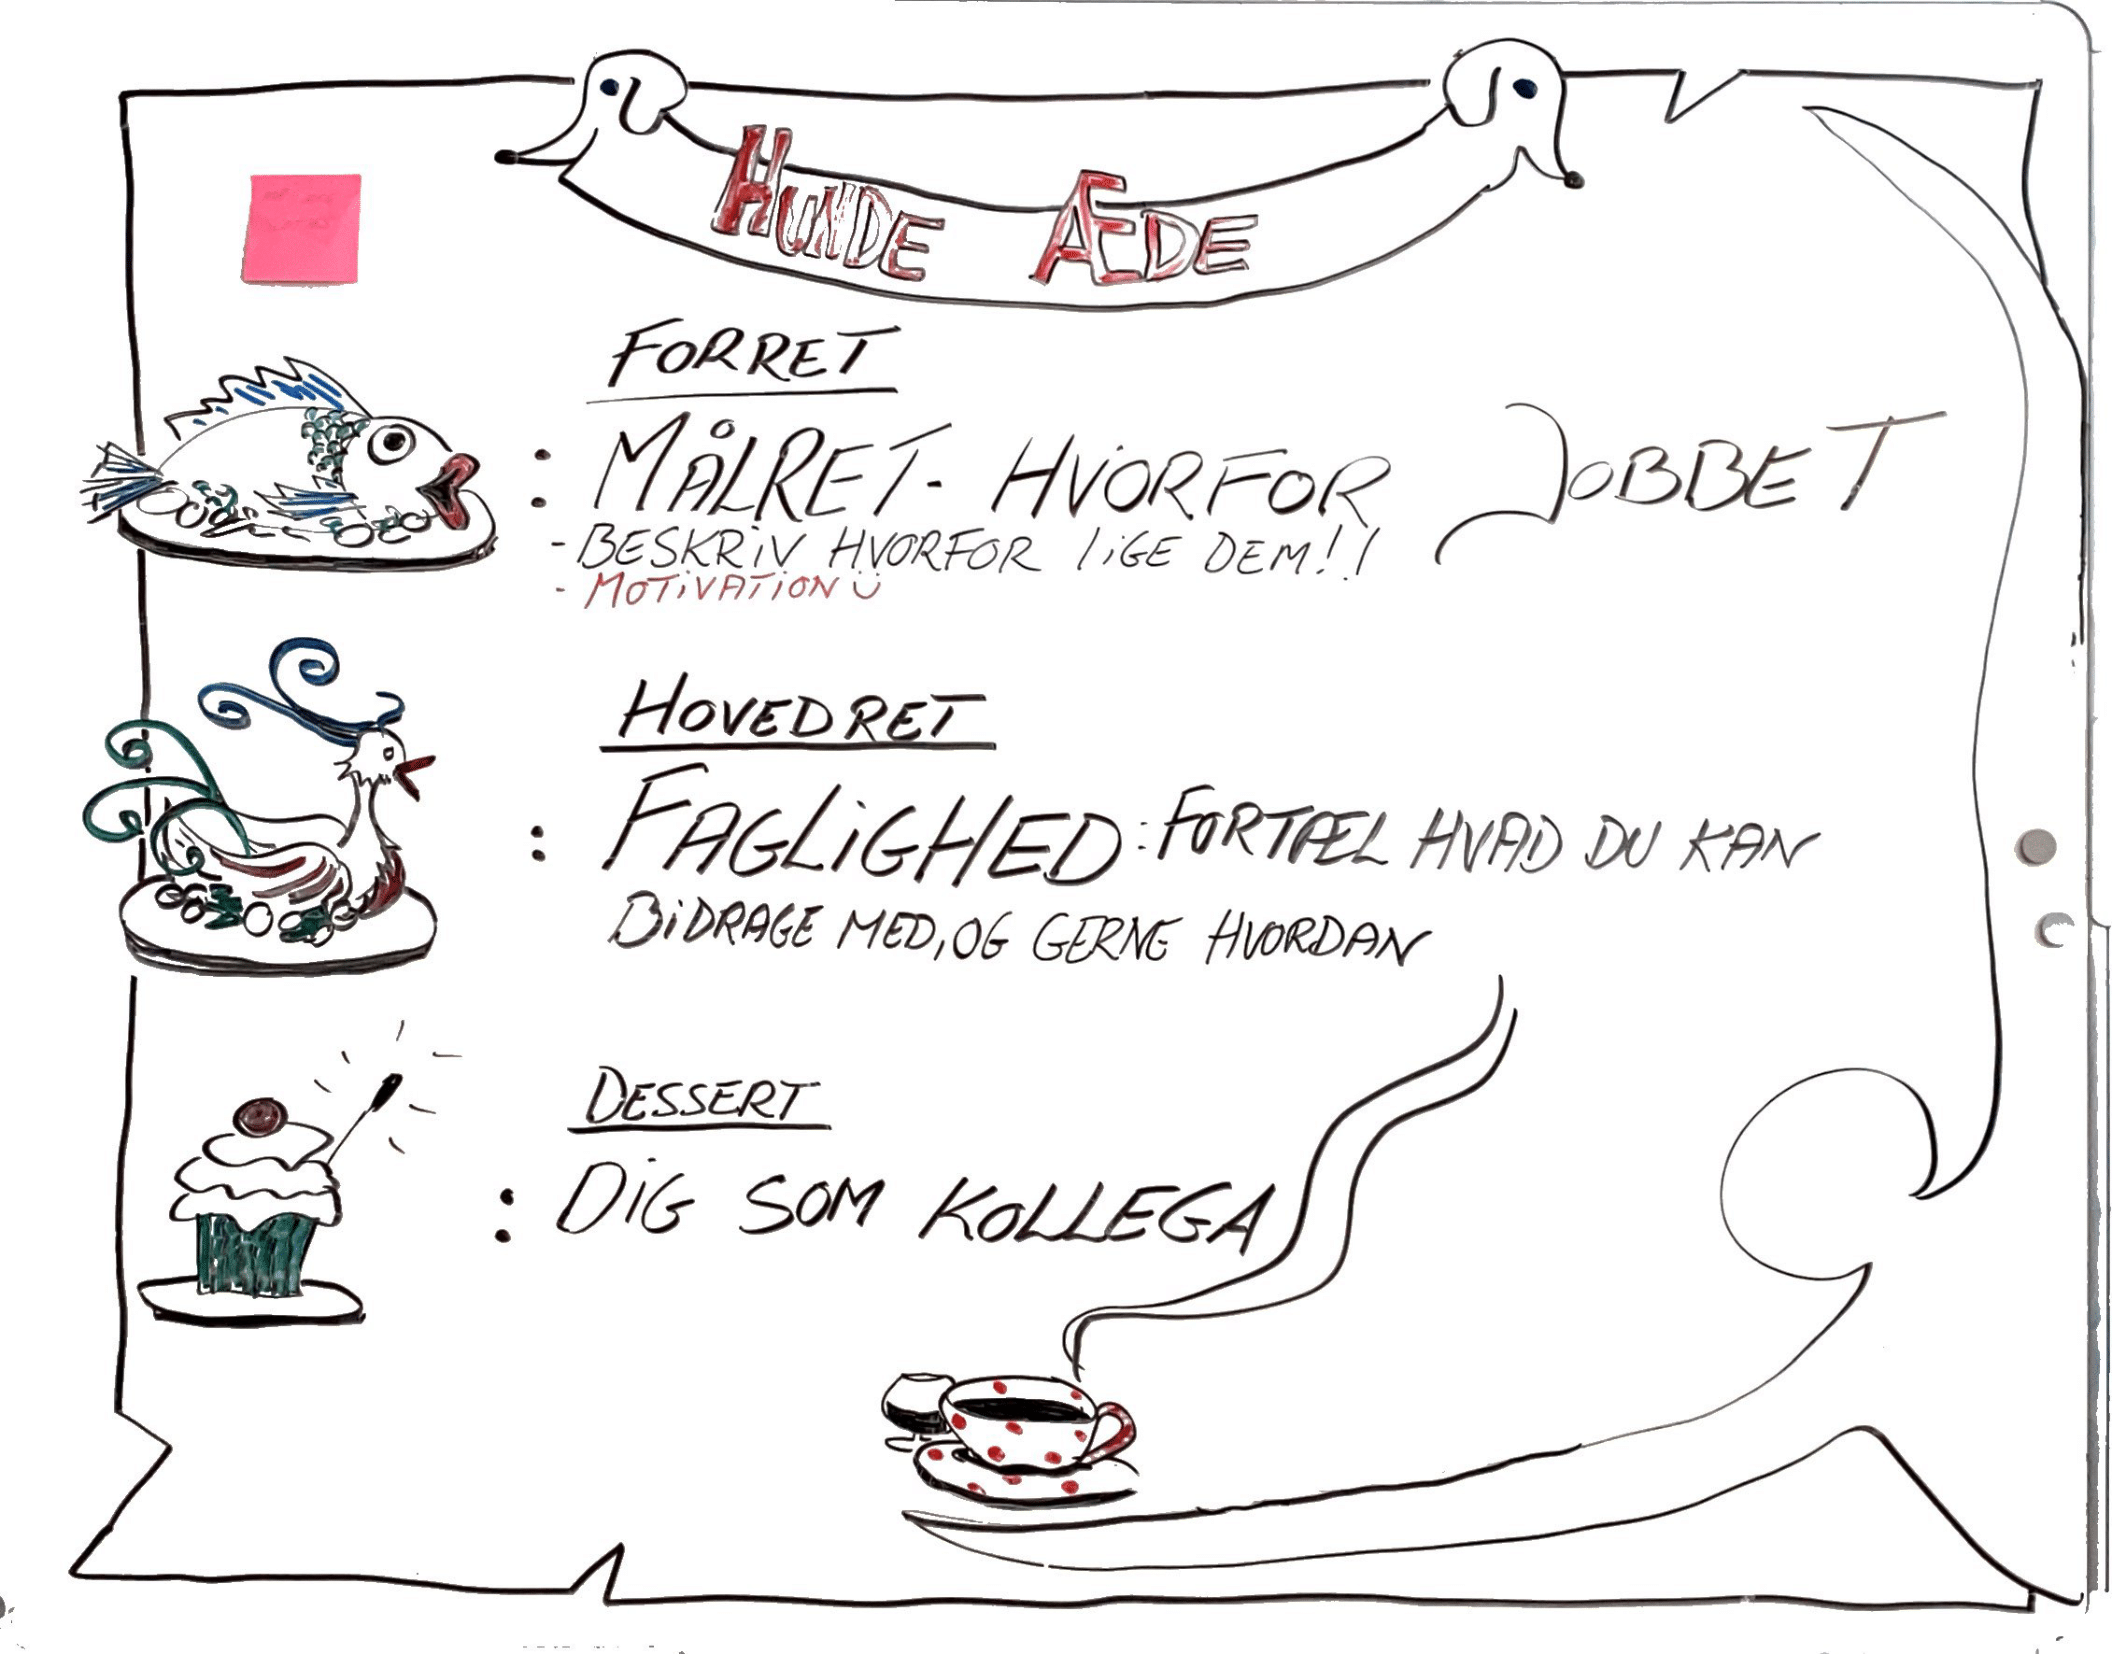 HUNDE ÆDE
FORRET
: MÅLRET - HVORFOR JOBBET
- BESKRIV HVORFOR LIGE DEM!!
- MOTIVATION Ü
HOVEDRET
: FAGLIGHED: FORTÆL HVAD DU KAN
BIDRAGE MED, OG GERNE HVORDAN
DESSERT
: DIG SOM KOLLEGA